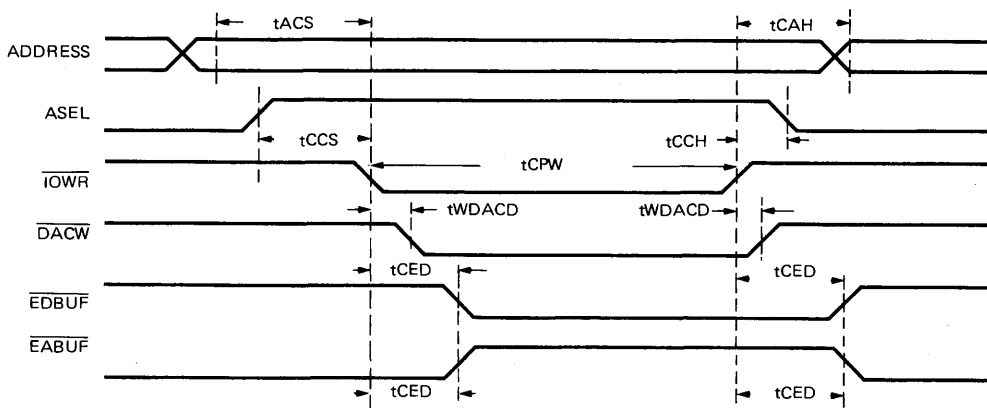 tACS
tCAH
ADDRESS
ASEL
tCCS
tCCH
tCPW
IOWR
tWDACD
tWDACD
DACW
tCED
tCED
EDBUF
EABUF
tCED
tCED